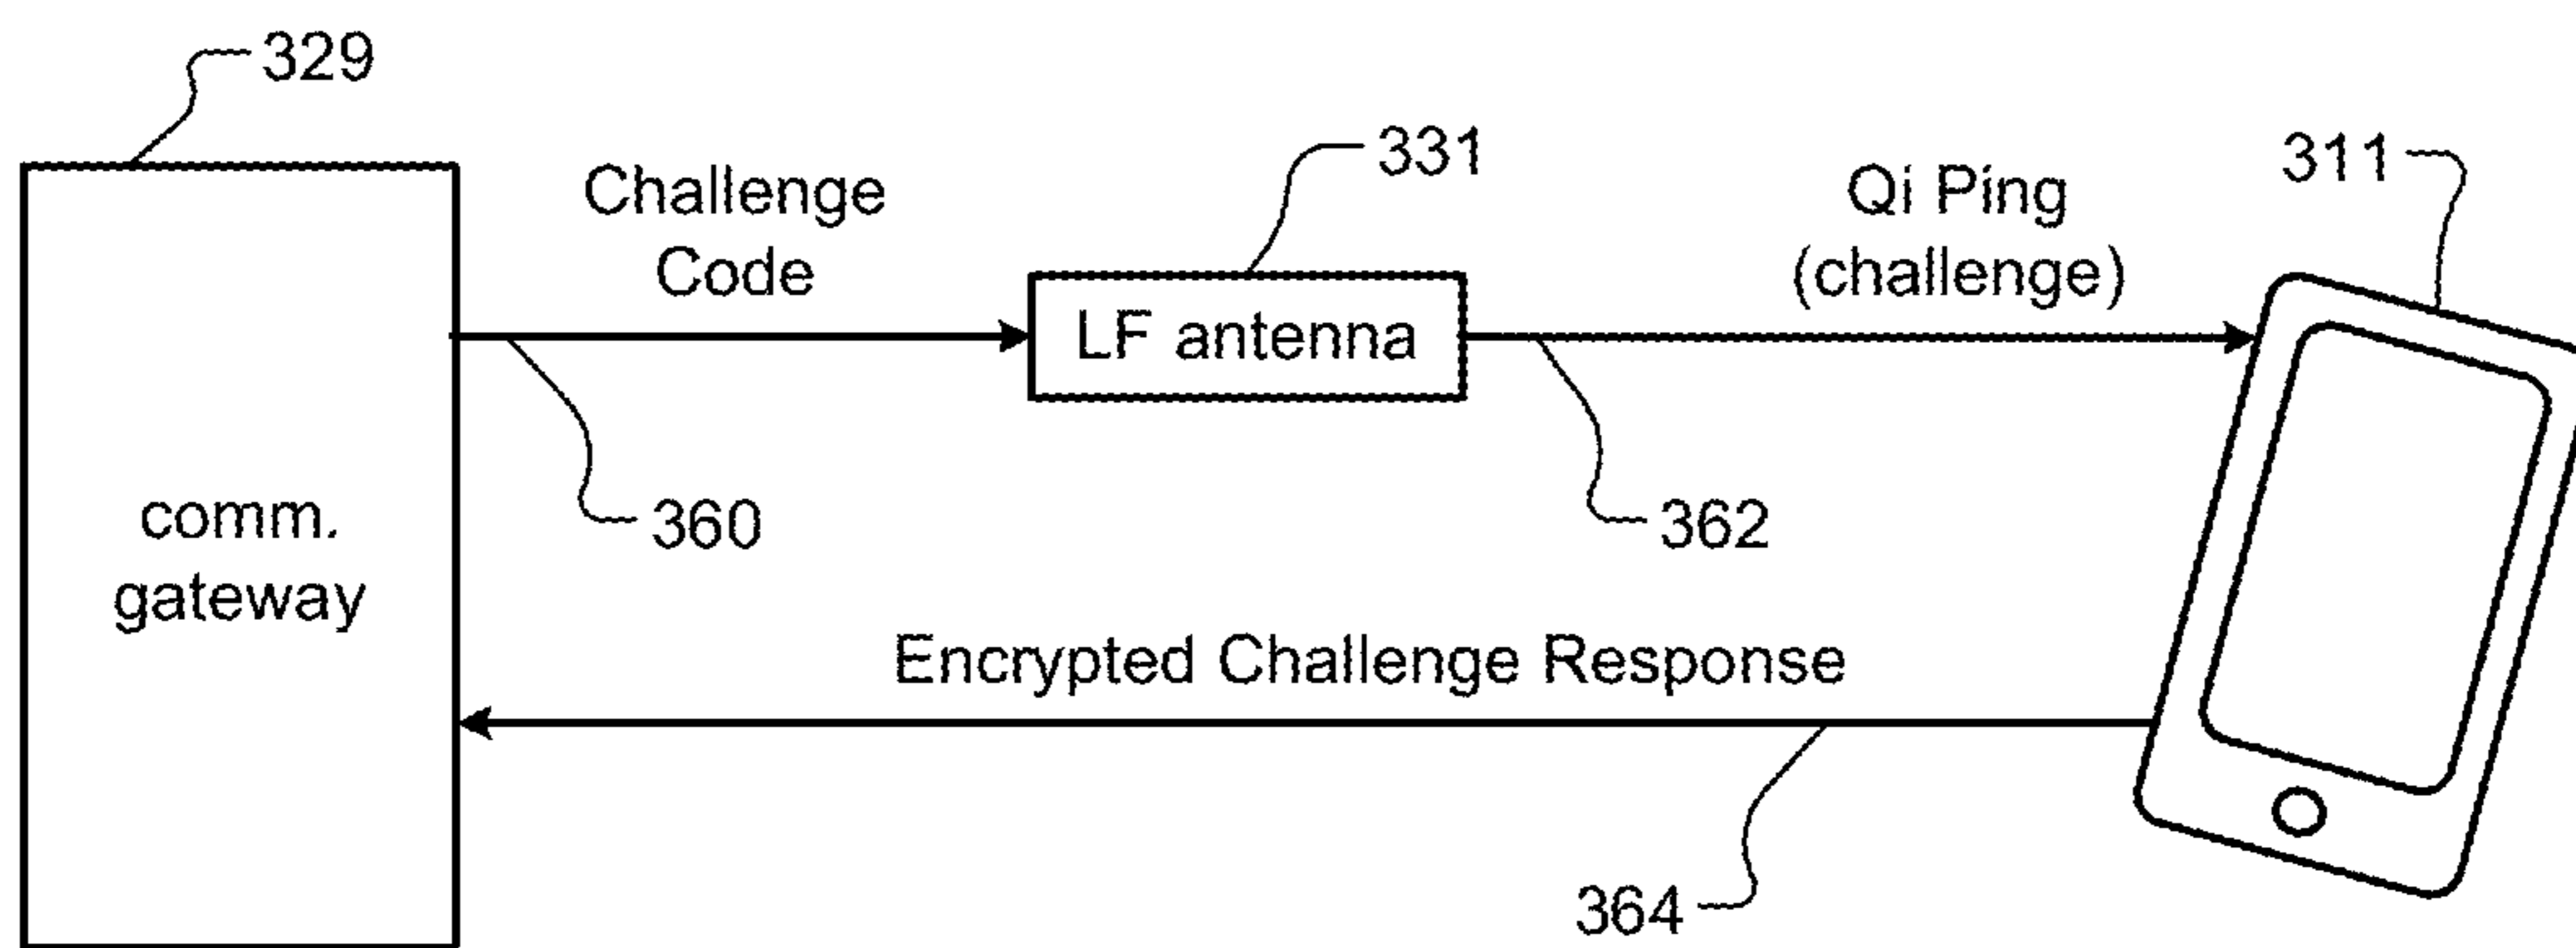 329
331
311
Challenge
Code
Qi Ping
(challenge)
LF antenna
360
362
comm.
gateway
Encrypted Challenge Response
364